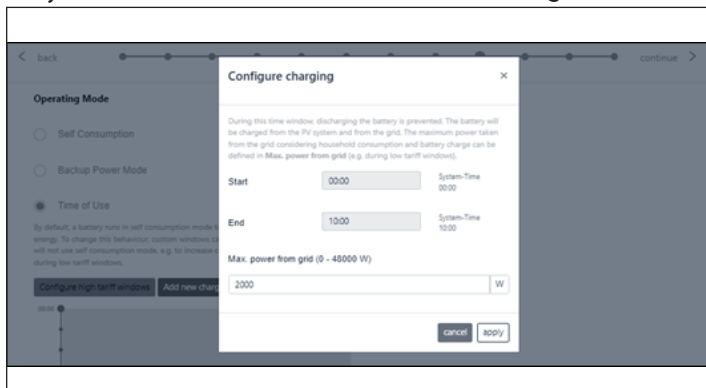 back
continue
Operating Mode
Self Consumption
Backup Power Mode
Time of Use
By default, a battery runs in self consumption mode
energy. To change this behaviour, custom windows
will not use self consumption mode, e.g. to increase
during low tariff windows.
Configure high tariff windows
Add new charg
00:00
Configure charging
×
During this time window, discharging the battery is prevented. The battery will
be charged from the PV system and from the grid. The maximum power taken
from the grid considering household consumption and battery charge can be
defined in Max. power from grid (e.g. during low tariff windows).
Start
00:00
System-Time
00:00
End
10:00
System-Time
10:00
Max. power from grid (0 - 48000 W)
2000
W
cancel
apply